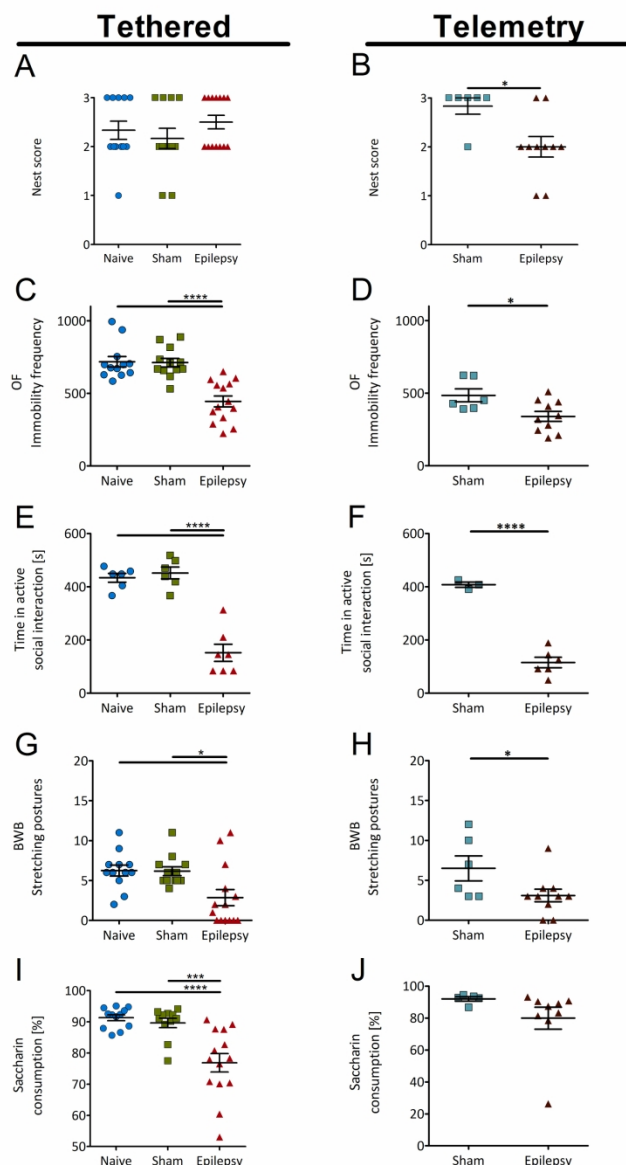 Tethered
Telemetry
A
B
*
3
2
1
0
Nest score
Naive
Sham
Epilepsy
3
2
1
0
Nest score
Sham
Epilepsy
C
D
****
*
1000
500
0
OF
Immobility frequency
Naive
Sham
Epilepsy
1000
500
0
OF
Immobility frequency
Sham
Epilepsy
E
F
****
****
600
400
200
0
Time in active
social interaction [s]
Naive
Sham
Epilepsy
600
400
200
0
Time in active
social interaction [s]
Sham
Epilepsy
G
H
*
*
20
15
10
5
0
BWB
Stretching postures
Naive
Sham
Epilepsy
20
15
10
5
0
BWB
Stretching postures
Sham
Epilepsy
I
J
***
****
100
90
80
70
60
50
Saccharin
consumption [%]
Naive
Sham
Epilepsy
100
80
60
40
20
0
Saccharin
consumption [%]
Sham
Epilepsy